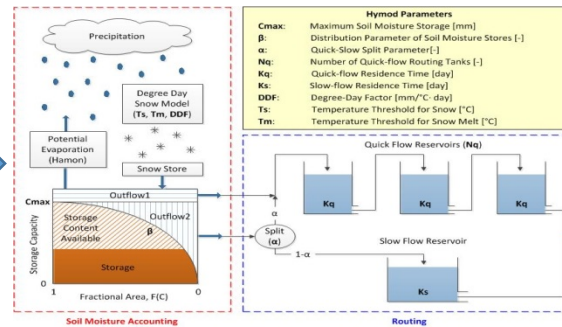 Precipitation
Degree Day
Snow Model
(Ts, Tm, DDF)
Potential
Evaporation
(Hamon)
Snow Store
Outflow1
Cmax
Outflow2
Storage
Content
Available
β
Storage
Storage Capacity
0
1
0
Fractional Area, F(C)
Soil Moisture Accounting
Hymod Parameters
Cmax: Maximum Soil Moisture Storage [mm]
β: Distribution Parameter of Soil Moisture Stores [-]
α: Quick-Slow Split Parameter[-]
Nq: Number of Quick-flow Routing Tanks [-]
Kq: Quick-flow Residence Time [day]
Ks: Slow-flow Residence Time [day]
DDF: Degree-Day Factor [mm/°C· day]
Ts: Temperature Threshold for Snow [°C]
Tm: Temperature Threshold for Snow Melt [°C]
Quick Flow Reservoirs (Nq)
Kq
Kq
Kq
α
Split
(α)
1-α
Slow Flow Reservoir
Ks
Routing